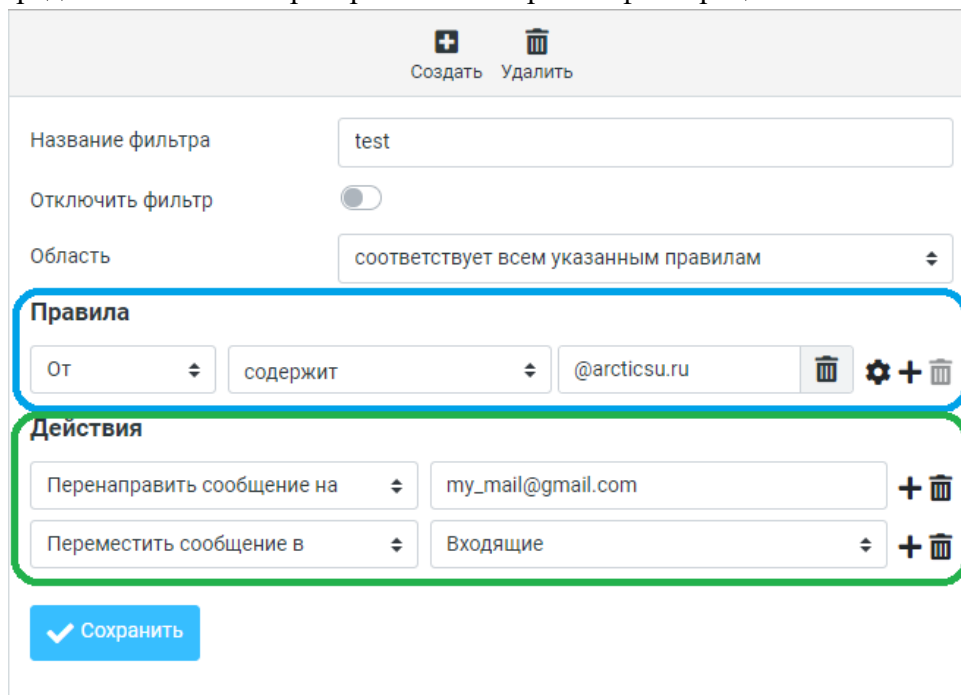 Создать Удалить
Название фильтра test
Отключить фильтр
Область соответствует всем указанным правилам
Правила
От содержит @arcticsu.ru
Действия
Перенаправить сообщение на my_mail@gmail.com
Переместить сообщение в Входящие
Сохранить